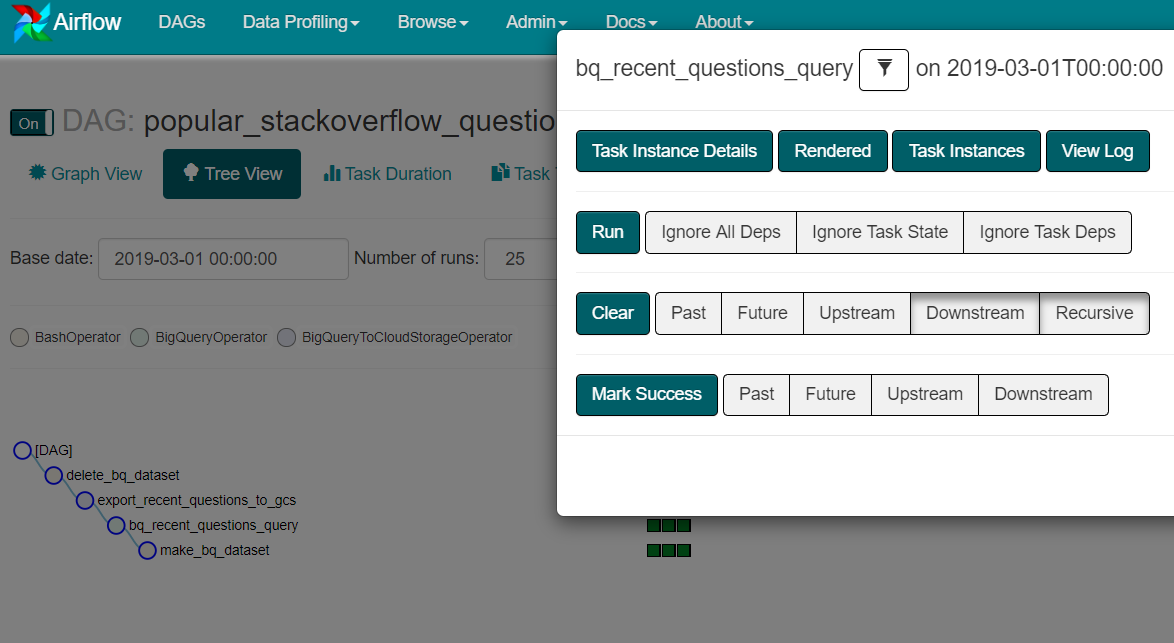 Airflow DAGs Data Profiling Browse Admin Docs About
bq_recent_questions_query on 2019-03-01T00:00:00
On DAG: popular_stackoverflow_questio
Task Instance Details Rendered Task Instances View Log
Graph View Tree View Task Duration Task
Run Ignore All Deps Ignore Task State Ignore Task Deps
Base date: 2019-03-01 00:00:00 Number of runs: 25
Clear Past Future Upstream Downstream Recursive
BashOperator BigQueryOperator BigQueryToCloudStorageOperator
Mark Success Past Future Upstream Downstream
[DAG]
delete_bq_dataset
export_recent_questions_to_gcs
bq_recent_questions_query
make_bq_dataset